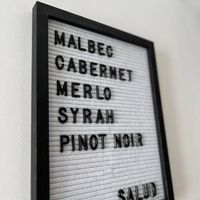 MALBEC
CABERNET
MERLO
SYRAH
PINOT NOIR
SALUD